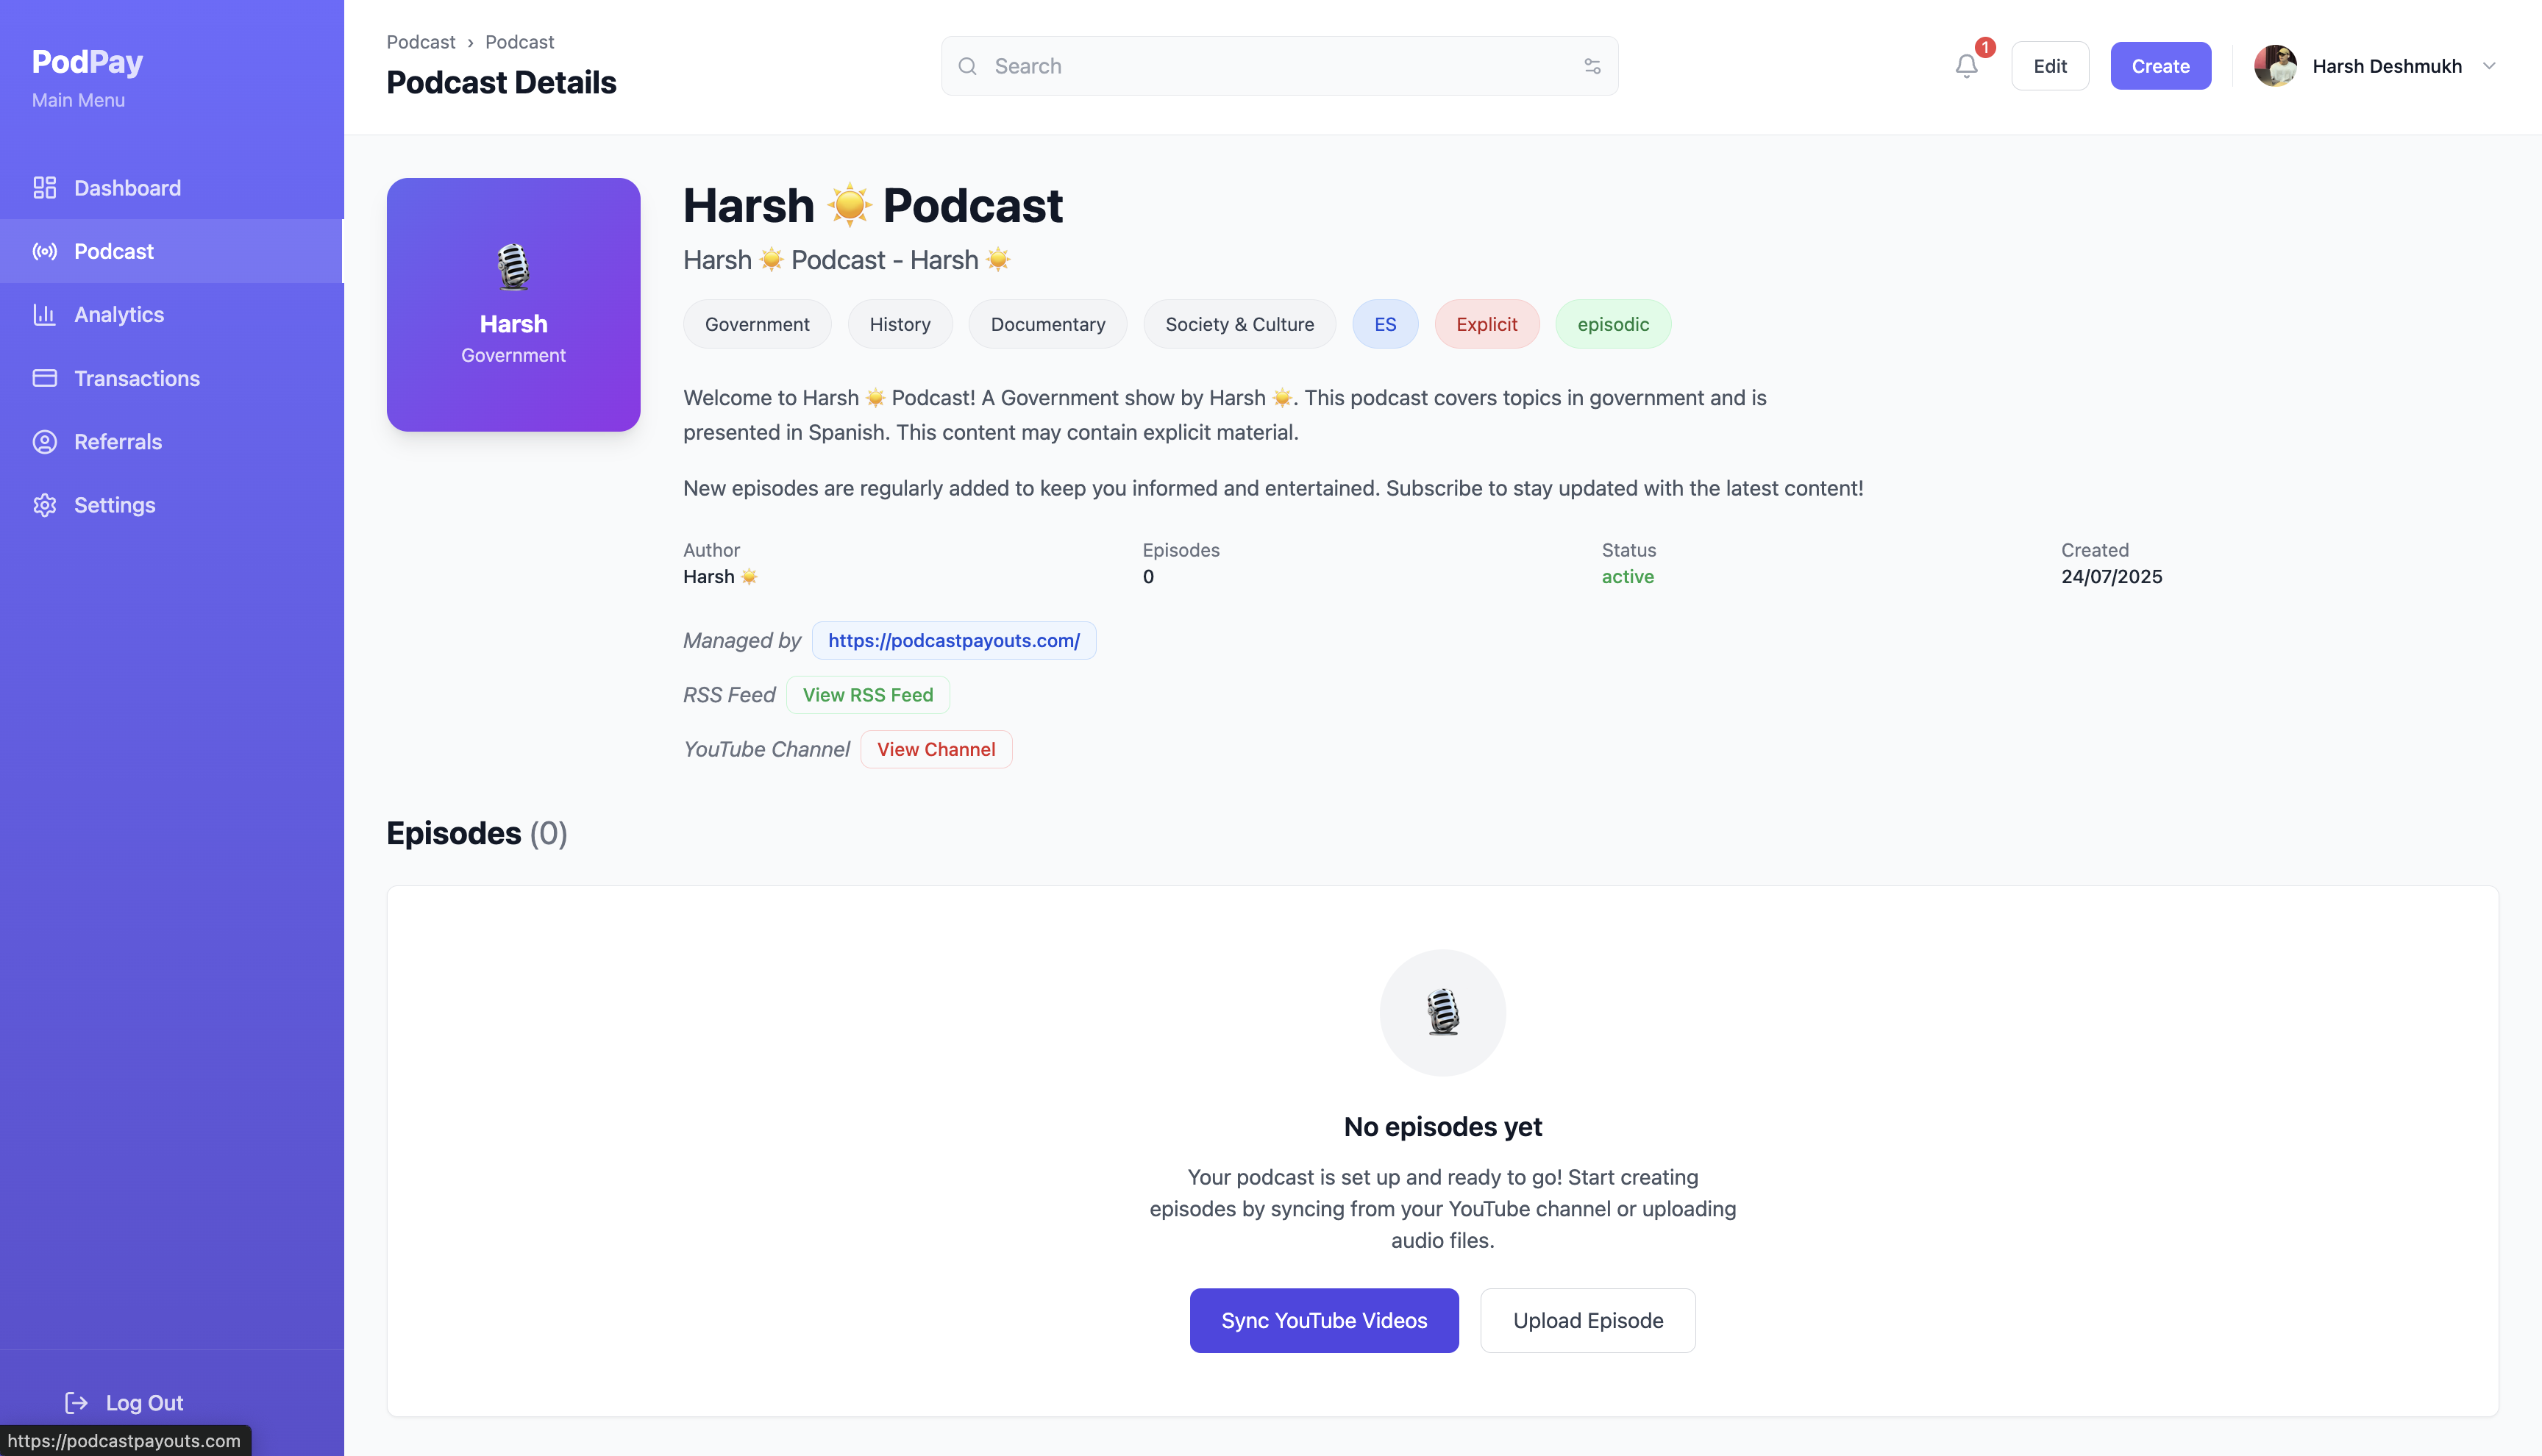 PodPay
Main Menu
Dashboard
Podcast
Analytics
Transactions
Referrals
Settings
Log Out
https://podcastpayouts.com
Podcast › Podcast
Podcast Details
Search
1
Edit
Create
Harsh Deshmukh
Harsh
Government
Harsh ☀️ Podcast
Harsh ☀️ Podcast - Harsh ☀️
Government History Documentary Society & Culture ES Explicit episodic
Welcome to Harsh ☀️ Podcast! A Government show by Harsh ☀️. This podcast covers topics in government and is
presented in Spanish. This content may contain explicit material.
New episodes are regularly added to keep you informed and entertained. Subscribe to stay updated with the latest content!
Author Episodes Status Created
Harsh ☀️ 0 active 24/07/2025
Managed by https://podcastpayouts.com/
RSS Feed View RSS Feed
YouTube Channel View Channel
Episodes (0)
No episodes yet
Your podcast is set up and ready to go! Start creating
episodes by syncing from your YouTube channel or uploading
audio files.
Sync YouTube Videos Upload Episode